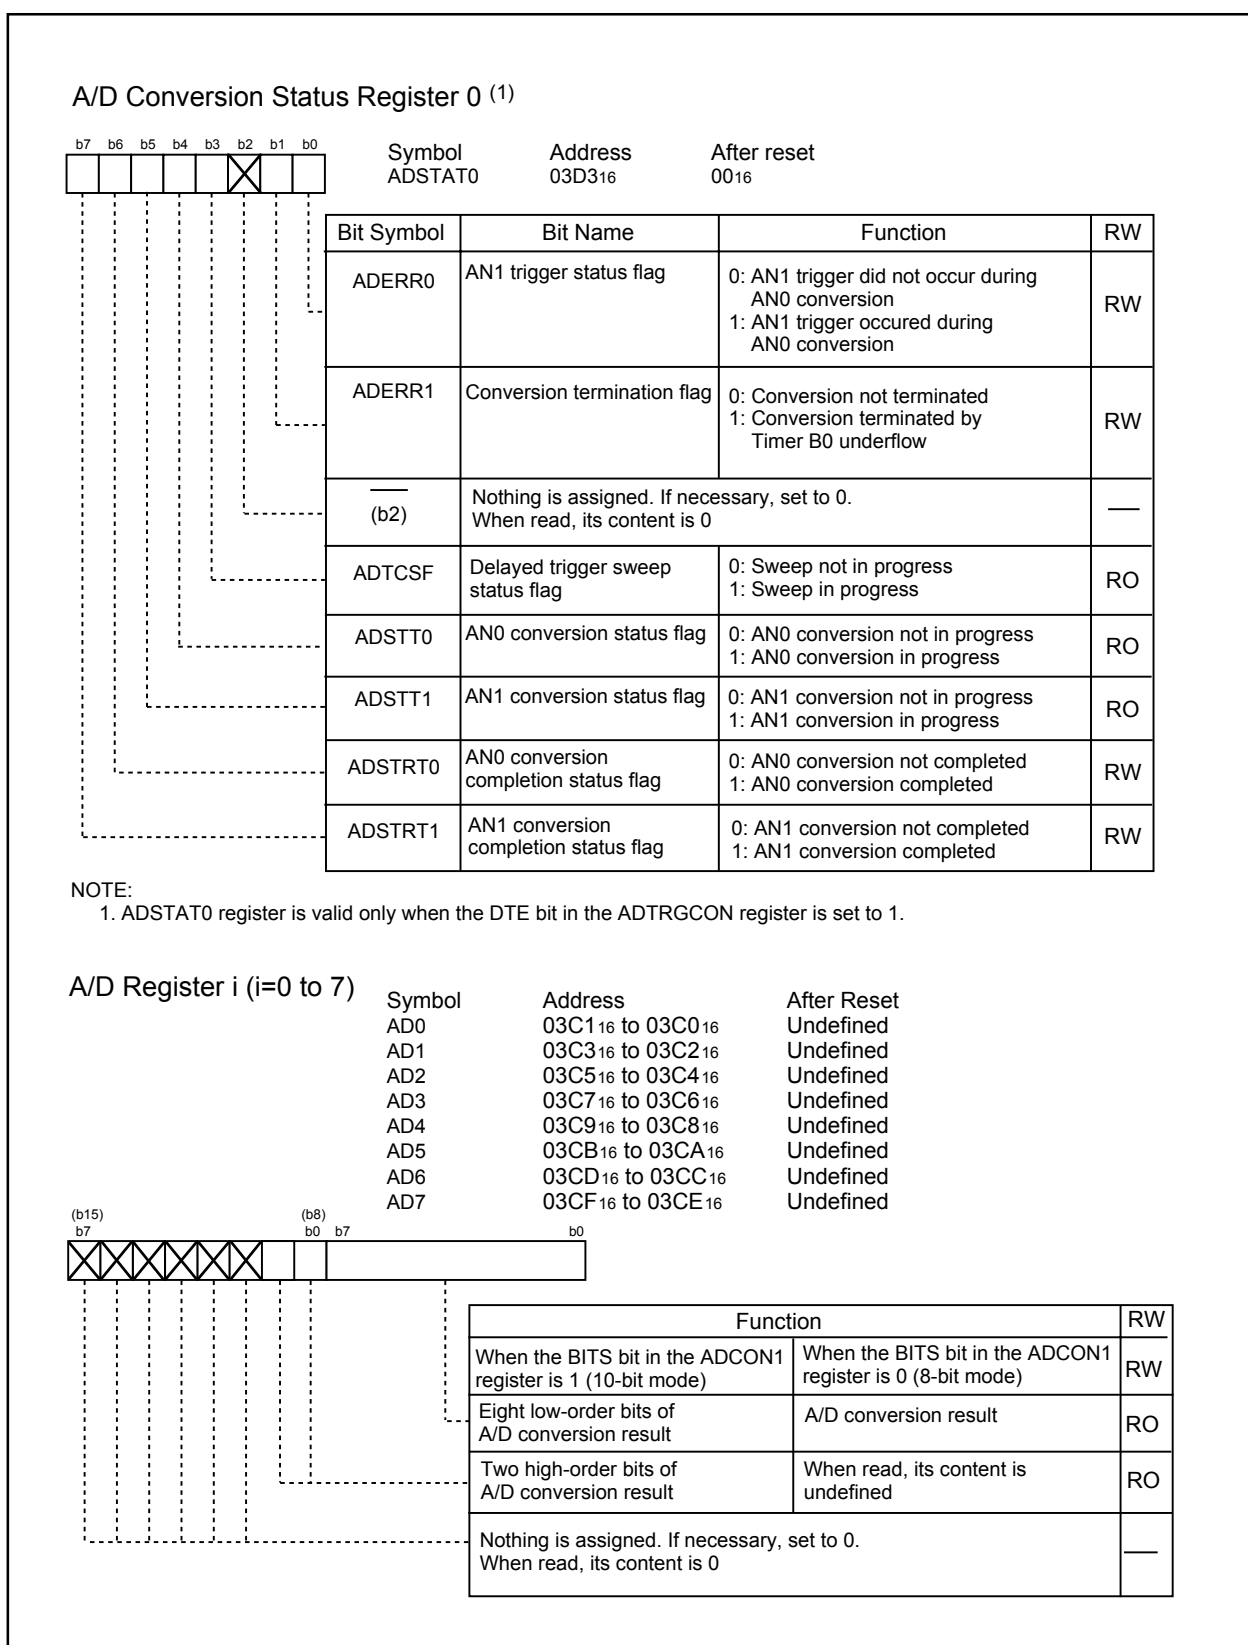 A/D Conversion Status Register 0 (1)
b7 b6 b5 b4 b3 b2 b1 b0
Symbol Address After reset
ADSTAT0 03D316 0016
Bit Symbol Bit Name Function RW
ADERR0 AN1 trigger status flag 0: AN1 trigger did not occur during
AN0 conversion
1: AN1 trigger occured during
AN0 conversion
RW
ADERR1 Conversion termination flag 0: Conversion not terminated
1: Conversion terminated by
Timer B0 underflow
RW
(b2) Nothing is assigned. If necessary, set to 0.
When read, its content is 0
—
ADTCSF Delayed trigger sweep
status flag
0: Sweep not in progress
1: Sweep in progress
RO
ADSTT0 AN0 conversion status flag 0: AN0 conversion not in progress
1: AN0 conversion in progress
RO
ADSTT1 AN1 conversion status flag 0: AN1 conversion not in progress
1: AN1 conversion in progress
RO
ADSTRT0 AN0 conversion
completion status flag
0: AN0 conversion not completed
1: AN0 conversion completed
RW
ADSTRT1 AN1 conversion
completion status flag
0: AN1 conversion not completed
1: AN1 conversion completed
RW
NOTE:
1. ADSTAT0 register is valid only when the DTE bit in the ADTRGCON register is set to 1.
A/D Register i (i=0 to 7)
Symbol Address After Reset
AD0 03C116 to 03C016 Undefined
AD1 03C316 to 03C216 Undefined
AD2 03C516 to 03C416 Undefined
AD3 03C716 to 03C616 Undefined
AD4 03C916 to 03C816 Undefined
AD5 03CB16 to 03CA16 Undefined
AD6 03CD16 to 03CC16 Undefined
AD7 03CF16 to 03CE16 Undefined
(b15) (b8)
b7 b0 b7 b0
Function RW
When the BITS bit in the ADCON1
register is 1 (10-bit mode)
When the BITS bit in the ADCON1
register is 0 (8-bit mode)
RW
Eight low-order bits of
A/D conversion result
A/D conversion result
RO
Two high-order bits of
A/D conversion result
When read, its content is
undefined
RO
Nothing is assigned. If necessary, set to 0.
When read, its content is 0
—